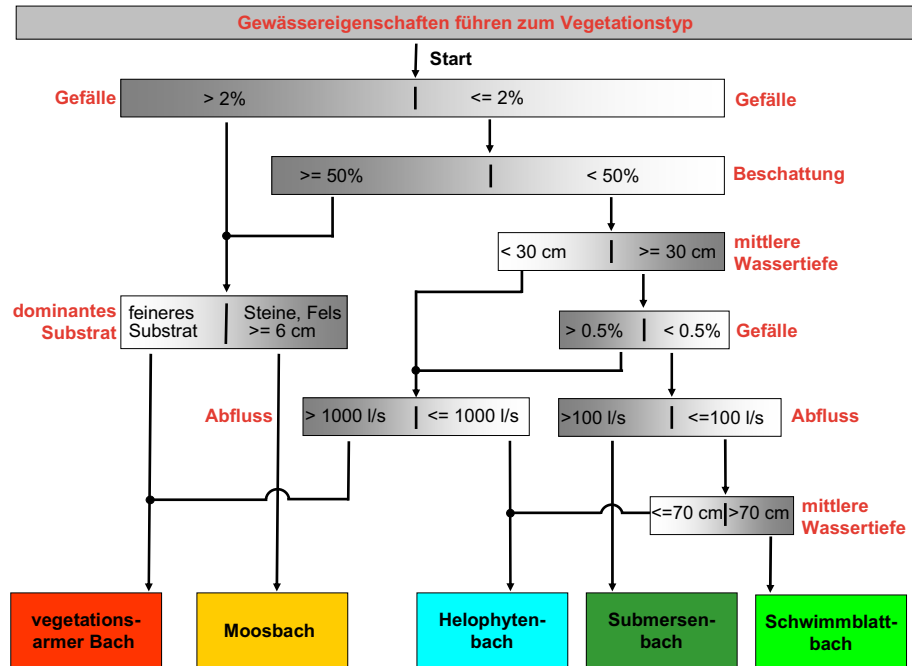 Gewässereigenschaften führen zum Vegetationstyp
Start
Gefälle > 2% <= 2% Gefälle
>= 50% < 50% Beschattung
< 30 cm >= 30 cm mittlere
Wassertiefe
dominantes
Substrat
feineres
Substrat
Steine, Fels
>= 6 cm
> 0.5% < 0.5% Gefälle
Abfluss > 1000 l/s <= 1000 l/s >100 l/s <=100 l/s Abfluss
<=70 cm >70 cm mittlere
Wassertiefe
vegetations-
armer Bach
Moosbach
Helophyten-
bach
Submersen-
bach
Schwimmblatt-
bach